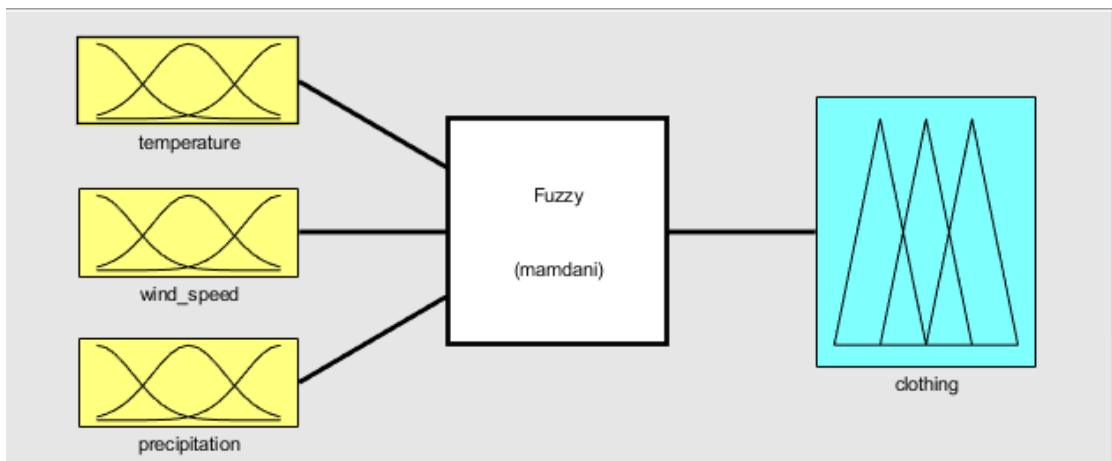 temperature
wind_speed
precipitation
Fuzzy
(mamdani)
clothing